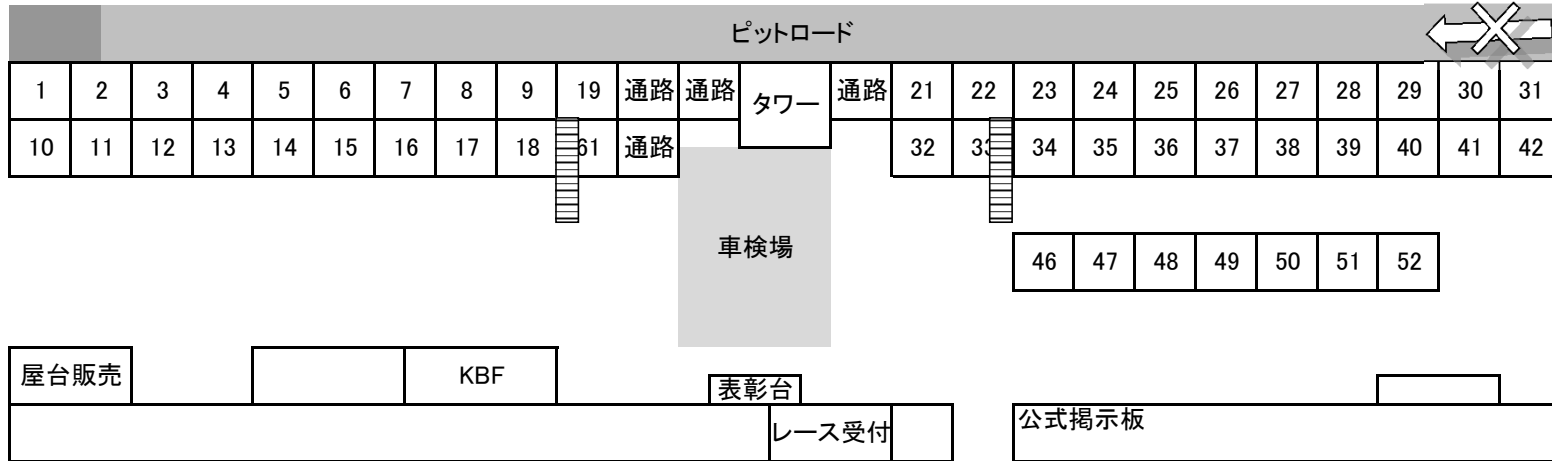 ピットロード
1 2 3 4 5 6 7 8 9 19 通路 通路 タワー 通路 21 22 23 24 25 26 27 28 29 30 31
10 11 12 13 14 15 16 17 18 61 通路 32 33 34 35 36 37 38 39 40 41 42
車検場
46 47 48 49 50 51 52
屋台販売 KBF
表彰台
レース受付 公式掲示板